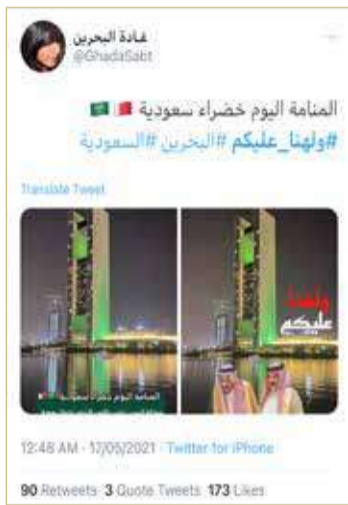 غادة البحرين
@GhadaSabt
المنامة اليوم خضراء سعودية 🇧🇭 🇸🇦
#ولهنا_عليكم #البحرين #السعودية
Translate Tweet
ولهنا
عليكم
المنامة اليوم خضراء سعودية
12:48 AM · 17/05/2021 · Twitter for iPhone
90 Retweets 3 Quote Tweets 173 Likes